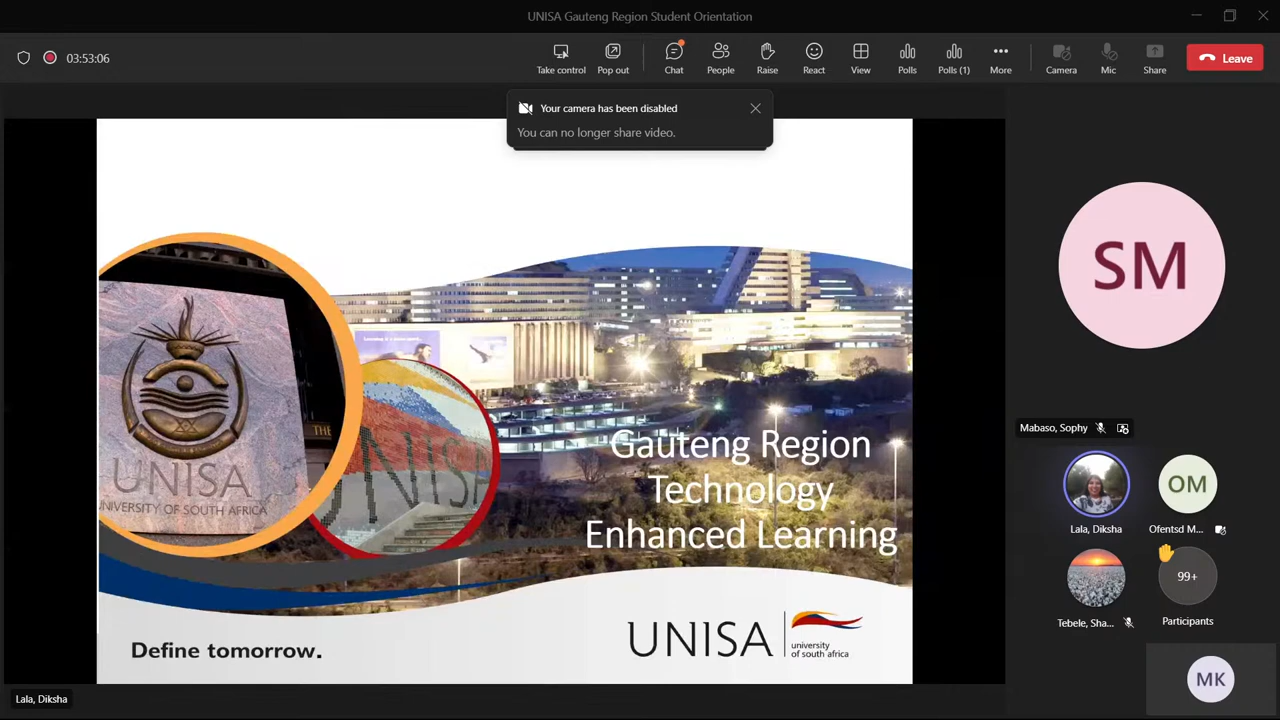 UNISA Gauteng Region Student Orientation
03:53:06
Take control
Pop out
Chat
People
Raise
React
View
Polls
Polls (1)
More
Camera
Mic
Share
Leave
Your camera has been disabled
You can no longer share video.
THE
UNISA
UNIVERSITY OF SOUTH AFRICA
UNISA
Gauteng Region
Technology
Enhanced Learning
Define tomorrow.
UNISA
university
of south africa
Lala, Diksha
SM
Mabaso, Sophy
OM
Lala, Diksha
Ofentsd M...
99+
Tebele, Sha...
Participants
MK